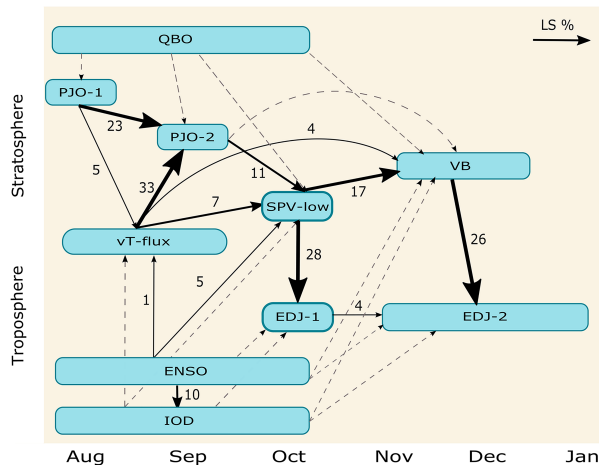 LS %
QBO
PJO-1
23
PJO-2
4
5
33
11
VB
7
17
SPV-low
vT-flux
28
26
5
1
4
EDJ-1
EDJ-2
ENSO
10
IOD
Stratosphere
Troposphere
Aug Sep Oct Nov Dec Jan